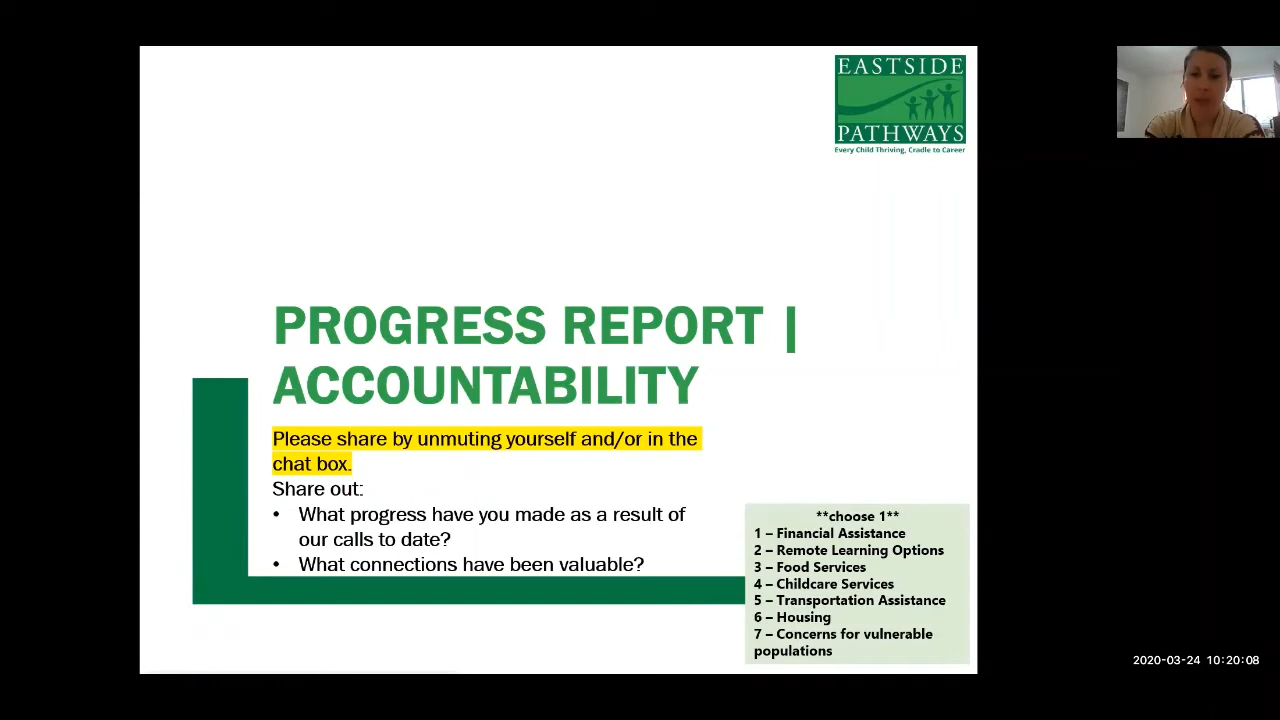 EASTSIDE
PATHWAYS
Every Child Thriving, Cradle to Career
PROGRESS REPORT |
ACCOUNTABILITY
Please share by unmuting yourself and/or in the
chat box.
Share out:
• What progress have you made as a result of
our calls to date?
• What connections have been valuable?
**choose 1**
1 – Financial Assistance
2 – Remote Learning Options
3 – Food Services
4 – Childcare Services
5 – Transportation Assistance
6 – Housing
7 – Concerns for vulnerable
populations
2020-03-24 10:20:08